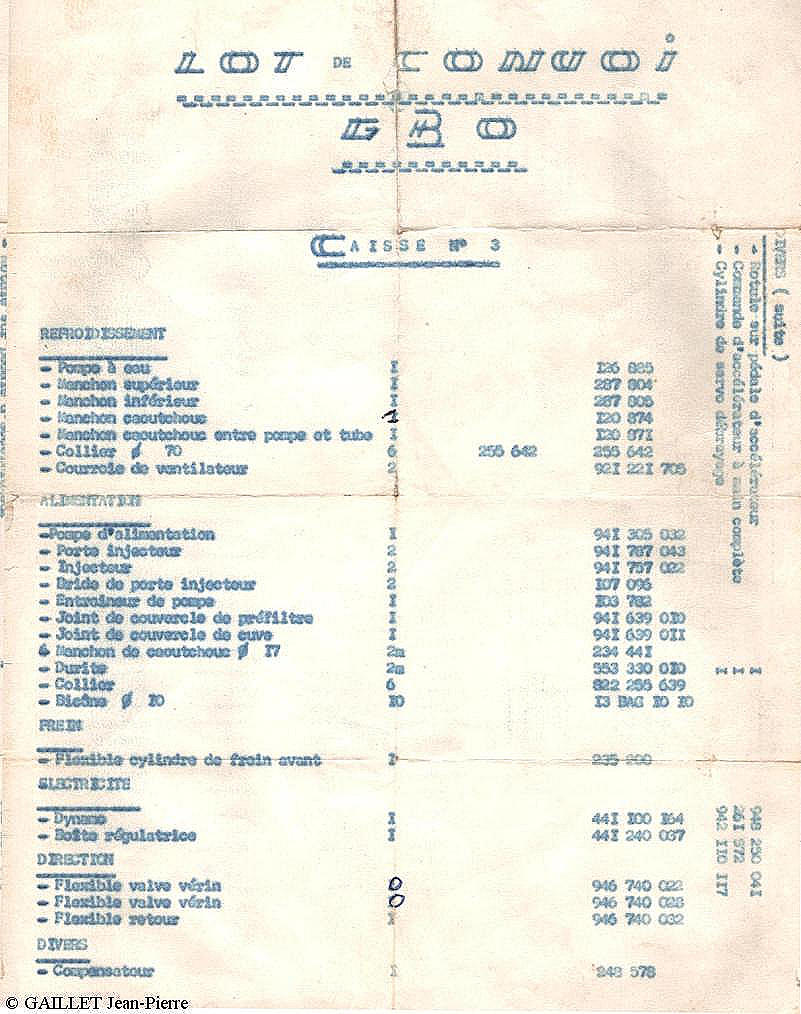 LOT DE CONVOI
GBO
CAISSE N° 3
REFROIDISSEMENT
- Pompe à eau I I26 885
- Manchon supérieur I 287 804
- Manchon inférieur I 287 805
- Manchon caoutchouc 1 I20 874
- Manchon caoutchouc entre pompe et tube I I20 87I
- Collier Ø 70 6 255 642 255 642
- Courroie de ventilateur 2 92I 22I 705
ALIMENTATION
-Pompe d'alimentation I 94I 305 032
- Porte injecteur 2 94I 787 043
- Injecteur 2 94I 757 022
- Bride de porte injecteur 2 I07 096
- Entraineur de pompe I I03 782
- Joint de couvercle de préfiltre I 94I 639 0I0
- Joint de couvercle de cuve I 94I 639 0II
- Manchon de caoutchouc Ø I7 2m 234 44I
- Durite 2m 553 330 0I0
- Collier 6 822 255 639
- Bicône Ø I0 I0 I3 BAG I0 I0
FREIN
- Flexible cylindre de frein avant I 235 800
ELECTRICITE
- Dynamo I 44I I00 I64
- Boîte régulatrice I 44I 240 037
DIRECTION
- Flexible valve vérin 0 946 740 022
- Flexible valve vérin 0 946 740 028
- Flexible retour I 946 740 032
DIVERS
- Compensateur I 248 578
DIVERS ( suite )
- Rotule sur pédale d'accélérateur I 948 250 04I
- Commande d'accélérateur à main complète I 26I 572
- Cylindre de servo débrayage I 942 II0 II7
© GAILLET Jean-Pierre